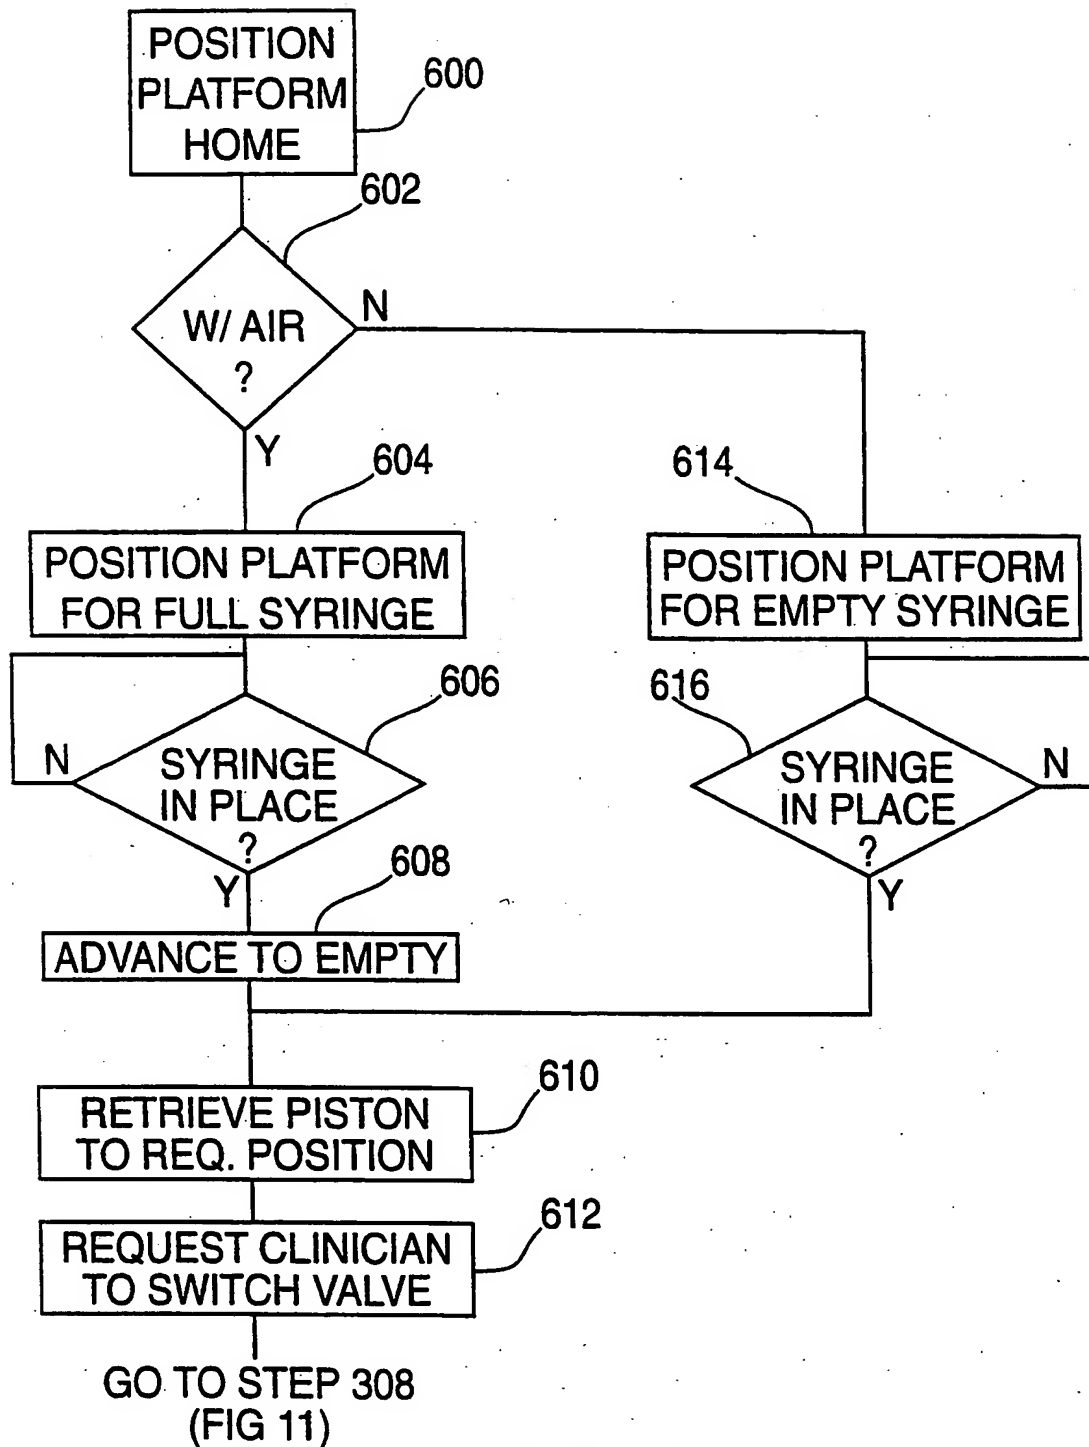 POSITION
PLATFORM
HOME
600
602
W/ AIR
?
N
Y
604
614
POSITION PLATFORM
FOR FULL SYRINGE
POSITION PLATFORM
FOR EMPTY SYRINGE
606
616
N
SYRINGE
IN PLACE
?
Y
SYRINGE
IN PLACE
?
N
Y
608
ADVANCE TO EMPTY
610
RETRIEVE PISTON
TO REQ. POSITION
612
REQUEST CLINICIAN
TO SWITCH VALVE
GO TO STEP 308
(FIG 11)